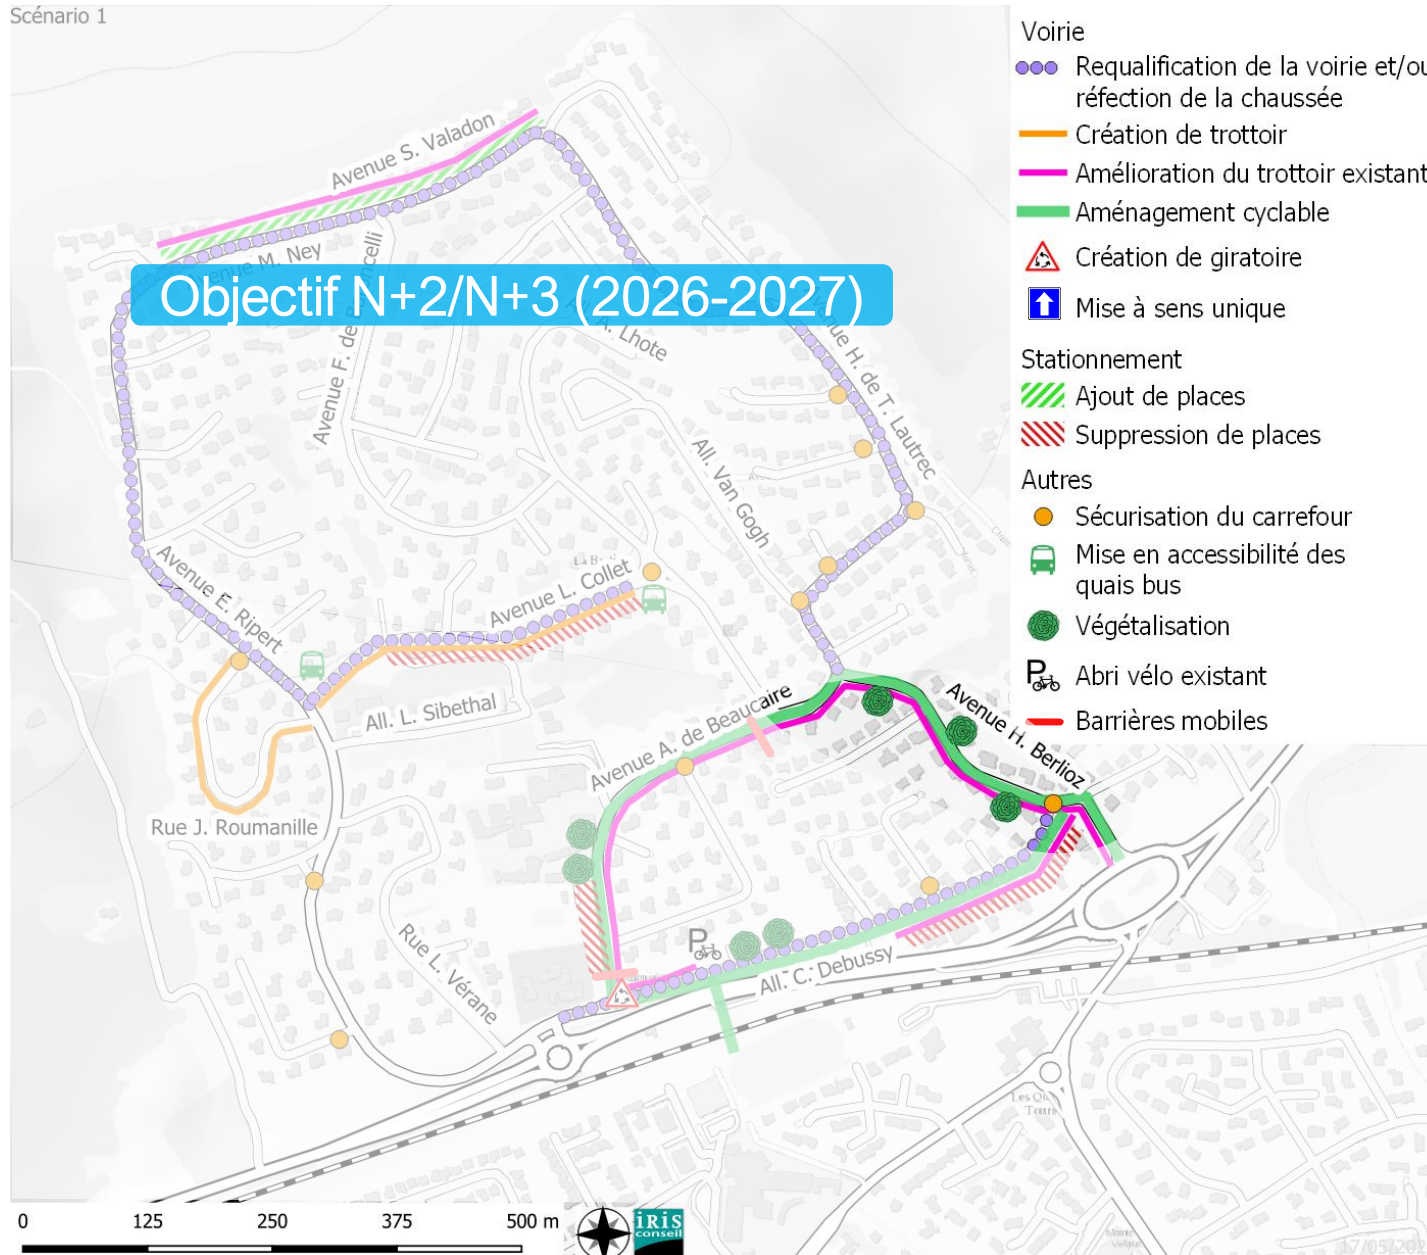 Scénario 1
Voirie
Requalification de la voirie et/ou
réfection de la chaussée
Création de trottoir
Amélioration du trottoir existant
Aménagement cyclable
Création de giratoire
Mise à sens unique
Stationnement
Ajout de places
Suppression de places
Autres
Sécurisation du carrefour
Mise en accessibilité des
quais bus
Végétalisation
P
Abri vélo existant
Barrières mobiles
Avenue S. Valadon
Avenue M. Ney
Objectif N+2/N+3 (2026-2027)
Avenue F. de
Lhote
Avenue H. de T. Lautrec
All. Van Gogh
Avenue L. Collet
Avenue E. Ripert
All. L. Sibethal
Avenue A. de Beaucaire
Avenue H. Berlioz
Rue J. Roumanille
Rue L. Vérane
P
All. C. Debussy
Tours
0 125 250 375 500 m
iRiS
conseil